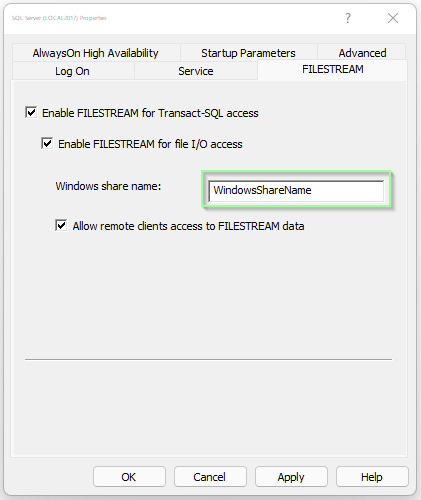 SQL Server (LOCAL2017) Properties
?
AlwaysOn High Availability Startup Parameters Advanced
Log On Service FILESTREAM
Enable FILESTREAM for Transact-SQL access
Enable FILESTREAM for file I/O access
Windows share name: WindowsShareName
Allow remote clients access to FILESTREAM data
OK Cancel Apply Help